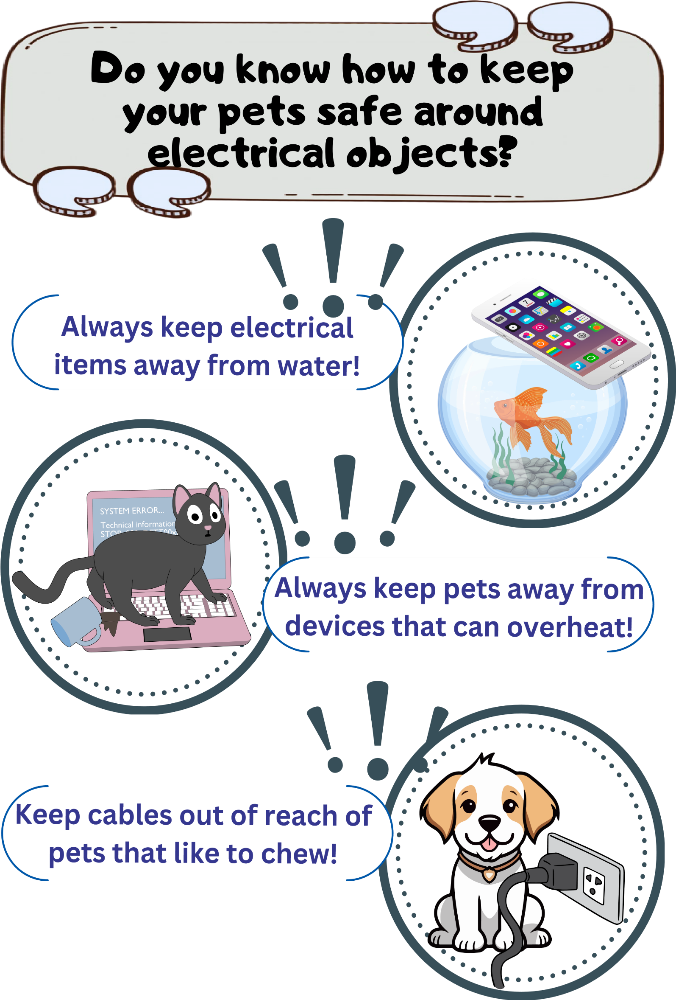 Do you know how to keep
your pets safe around
electrical objects?
Always keep electrical
items away from water!
7
Sunday
SYSTEM ERROR...
Technical information
STOP
Always keep pets away from
devices that can overheat!
Keep cables out of reach of
pets that like to chew!